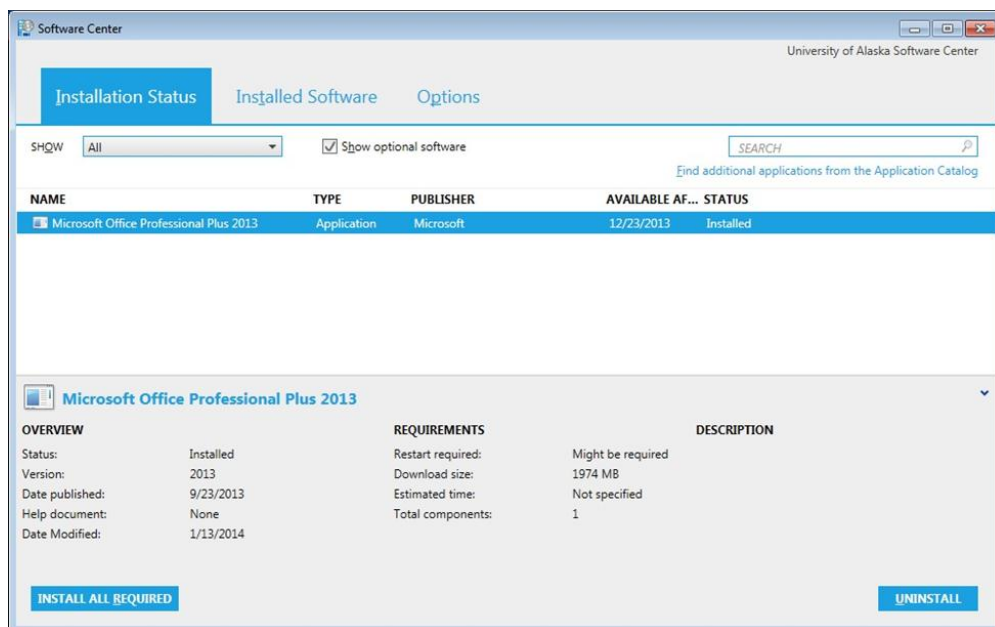 Software Center
University of Alaska Software Center
Installation Status Installed Software Options
SHOW All Show optional software SEARCH
Find additional applications from the Application Catalog
NAME TYPE PUBLISHER AVAILABLE AF... STATUS
Microsoft Office Professional Plus 2013 Application Microsoft 12/23/2013 Installed
Microsoft Office Professional Plus 2013
OVERVIEW REQUIREMENTS DESCRIPTION
Status: Installed Restart required: Might be required
Version: 2013 Download size: 1974 MB
Date published: 9/23/2013 Estimated time: Not specified
Help document: None Total components: 1
Date Modified: 1/13/2014
INSTALL ALL REQUIRED UNINSTALL